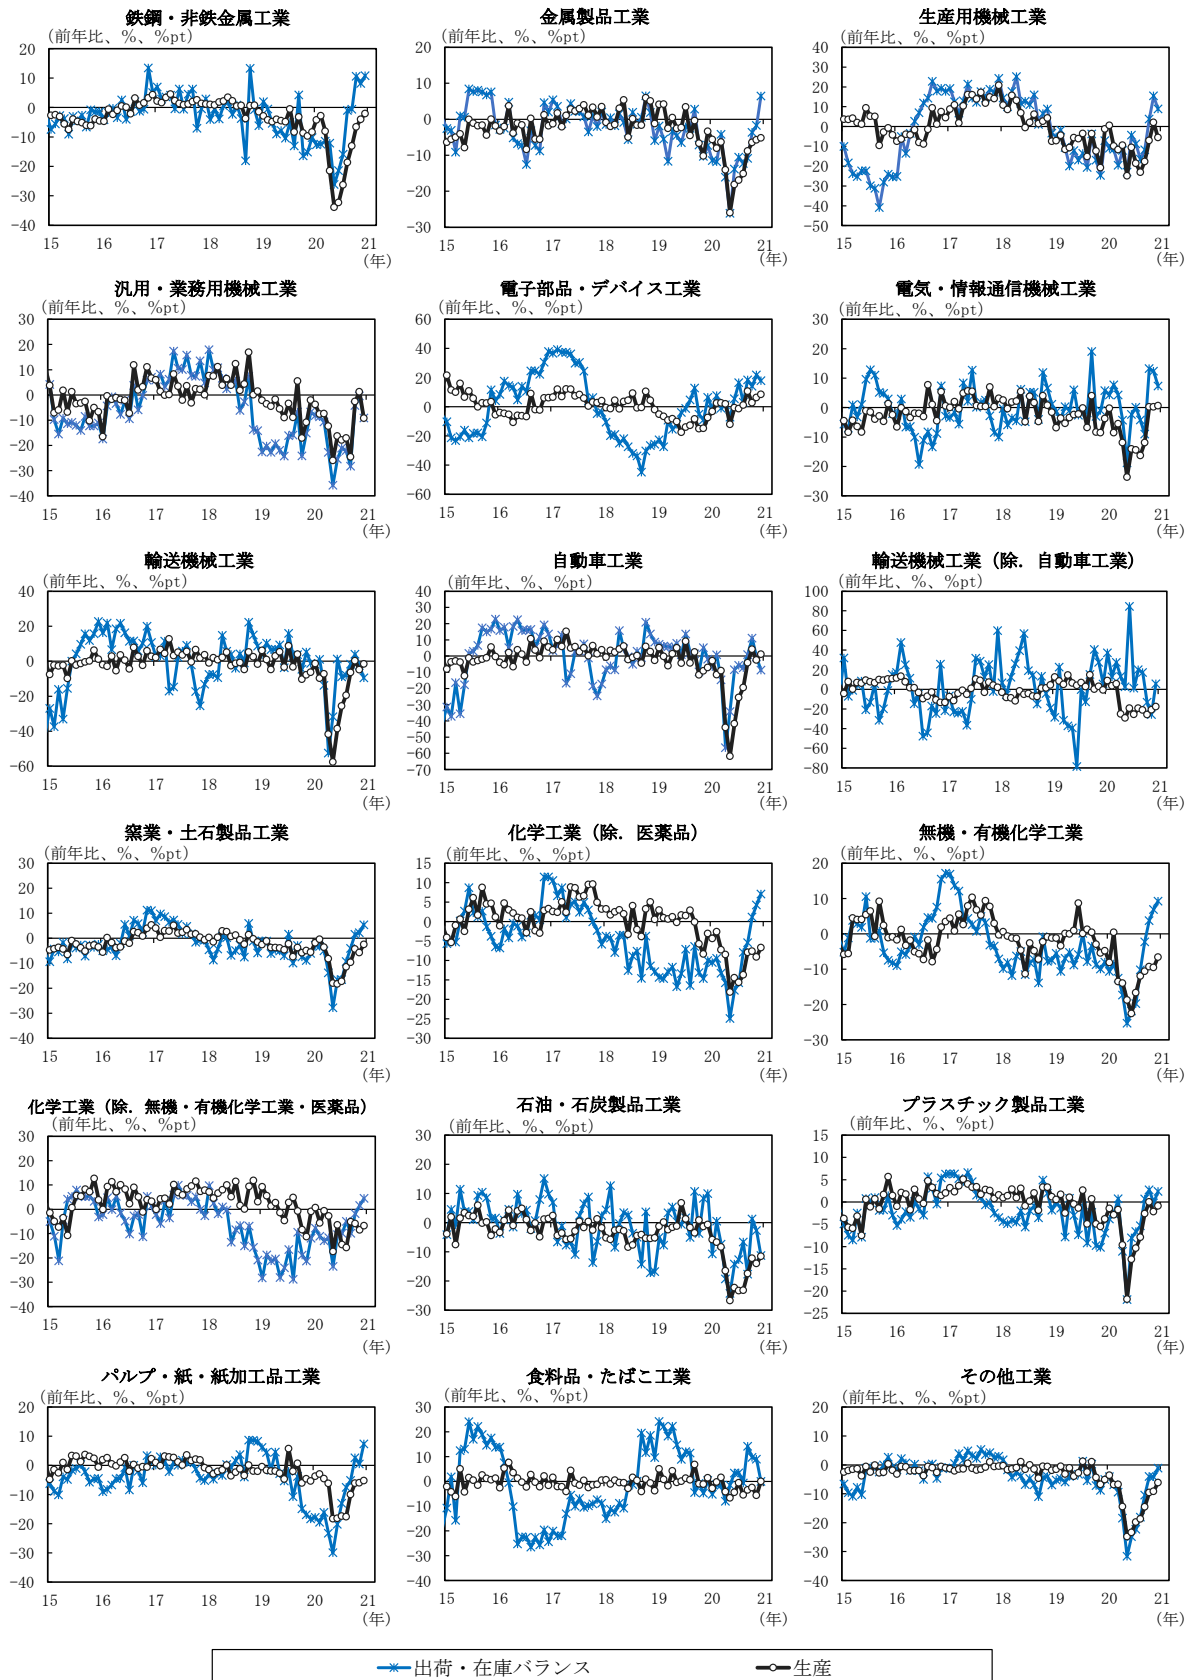 鉄鋼・非鉄金属工業
(前年比、%、%pt)
20
10
0
-10
-20
-30
-40
15 16 17 18 19 20 21
(年)
金属製品工業
(前年比、%、%pt)
20
10
0
-10
-20
-30
15 16 17 18 19 20 21
(年)
生産用機械工業
(前年比、%、%pt)
40
30
20
10
0
-10
-20
-30
-40
-50
15 16 17 18 19 20 21
(年)
汎用・業務用機械工業
(前年比、%、%pt)
30
20
10
0
-10
-20
-30
-40
15 16 17 18 19 20 21
(年)
電子部品・デバイス工業
(前年比、%、%pt)
60
40
20
0
-20
-40
-60
15 16 17 18 19 20 21
(年)
電気・情報通信機械工業
(前年比、%、%pt)
30
20
10
0
-10
-20
-30
15 16 17 18 19 20 21
(年)
輸送機械工業
(前年比、%、%pt)
40
20
0
-20
-40
-60
15 16 17 18 19 20 21
(年)
自動車工業
(前年比、%、%pt)
40
30
20
10
0
-10
-20
-30
-40
-50
-60
-70
15 16 17 18 19 20 21
(年)
輸送機械工業(除.自動車工業)
(前年比、%、%pt)
100
80
60
40
20
0
-20
-40
-60
-80
15 16 17 18 19 20 21
(年)
窯業・土石製品工業
(前年比、%、%pt)
30
20
10
0
-10
-20
-30
-40
15 16 17 18 19 20 21
(年)
化学工業(除.医薬品)
(前年比、%、%pt)
15
10
5
0
-5
-10
-15
-20
-25
-30
15 16 17 18 19 20 21
(年)
無機・有機化学工業
(前年比、%、%pt)
20
10
0
-10
-20
-30
15 16 17 18 19 20 21
(年)
化学工業(除.無機・有機化学工業・医薬品)
(前年比、%、%pt)
30
20
10
0
-10
-20
-30
-40
15 16 17 18 19 20 21
(年)
石油・石炭製品工業
(前年比、%、%pt)
30
20
10
0
-10
-20
-30
15 16 17 18 19 20 21
(年)
プラスチック製品工業
(前年比、%、%pt)
15
10
5
0
-5
-10
-15
-20
-25
15 16 17 18 19 20 21
(年)
パルプ・紙・紙加工品工業
(前年比、%、%pt)
20
10
0
-10
-20
-30
-40
15 16 17 18 19 20 21
(年)
食料品・たばこ工業
(前年比、%、%pt)
30
20
10
0
-10
-20
-30
-40
15 16 17 18 19 20 21
(年)
その他工業
(前年比、%、%pt)
20
10
0
-10
-20
-30
-40
15 16 17 18 19 20 21
(年)
出荷・在庫バランス 生産